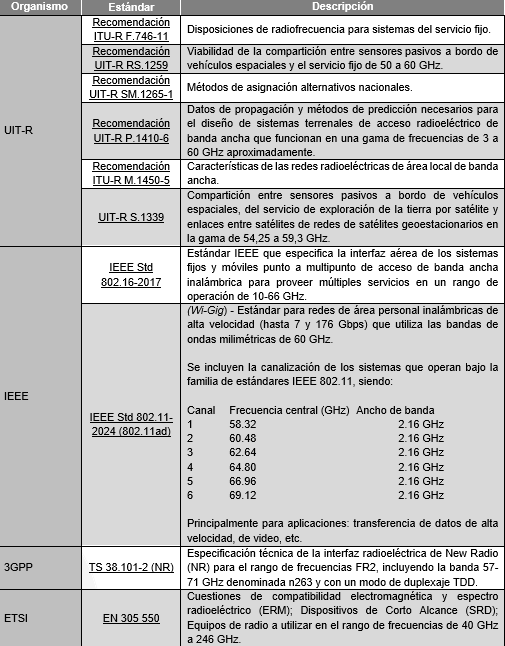 Organismo Estándar Descripción
UIT-R
Recomendación
ITU-R F.746-11
Disposiciones de radiofrecuencia para sistemas del servicio fijo.
Recomendación
UIT-R RS.1259
Viabilidad de la compartición entre sensores pasivos a bordo de
vehículos espaciales y el servicio fijo de 50 a 60 GHz.
Recomendación
UIT-R SM.1265-1
Métodos de asignación alternativos nacionales.
Recomendación
UIT-R P.1410-6
Datos de propagación y métodos de predicción necesarios para
el diseño de sistemas terrenales de acceso radioeléctrico de
banda ancha que funcionan en una gama de frecuencias de 3 a
60 GHz aproximadamente.
Recomendación
ITU-R M.1450-5
Características de las redes radioeléctricas de área local de banda
ancha.
UIT-R S.1339
Compartición entre sensores pasivos a bordo de vehículos
espaciales, del servicio de exploración de la tierra por satélite y
enlaces entre satélites de redes de satélites geoestacionarios en
la gama de 54,25 a 59,3 GHz.
IEEE
IEEE Std
802.16-2017
Estándar IEEE que especifica la interfaz aérea de los sistemas
fijos y móviles punto a multipunto de acceso de banda ancha
inalámbrica para proveer múltiples servicios en un rango de
operación de 10-66 GHz.
IEEE Std 802.11-
2024 (802.11ad)
(Wi-Gig) - Estándar para redes de área personal inalámbricas de
alta velocidad (hasta 7 y 176 Gbps) que utiliza las bandas de
ondas milimétricas de 60 GHz.
Se incluyen la canalización de los sistemas que operan bajo la
familia de estándares IEEE 802.11, siendo:
Canal Frecuencia central (GHz) Ancho de banda
1 58.32 2.16 GHz
2 60.48 2.16 GHz
3 62.64 2.16 GHz
4 64.80 2.16 GHz
5 66.96 2.16 GHz
6 69.12 2.16 GHz
Principalmente para aplicaciones: transferencia de datos de alta
velocidad, de video, etc.
3GPP
TS 38.101-2 (NR)
Especificación técnica de la interfaz radioeléctrica de New Radio
(NR) para el rango de frecuencias FR2, incluyendo la banda 57-
71 GHz denominada n263 y con un modo de duplexaje TDD.
ETSI
EN 305 550
Cuestiones de compatibilidad electromagnética y espectro
radioeléctrico (ERM); Dispositivos de Corto Alcance (SRD);
Equipos de radio a utilizar en el rango de frecuencias de 40 GHz
a 246 GHz.